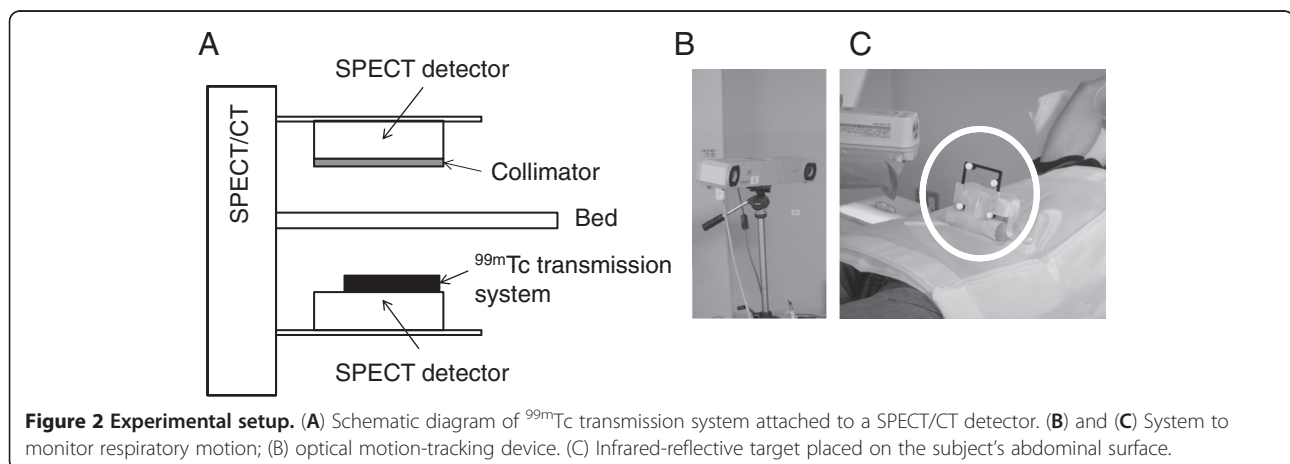 A
B
C
SPECT/CT
SPECT detector
Collimator
Bed
99mTc transmission
system
SPECT detector
Figure 2 Experimental setup. (A) Schematic diagram of 99mTc transmission system attached to a SPECT/CT detector. (B) and (C) System to
monitor respiratory motion; (B) optical motion-tracking device. (C) Infrared-reflective target placed on the subject's abdominal surface.